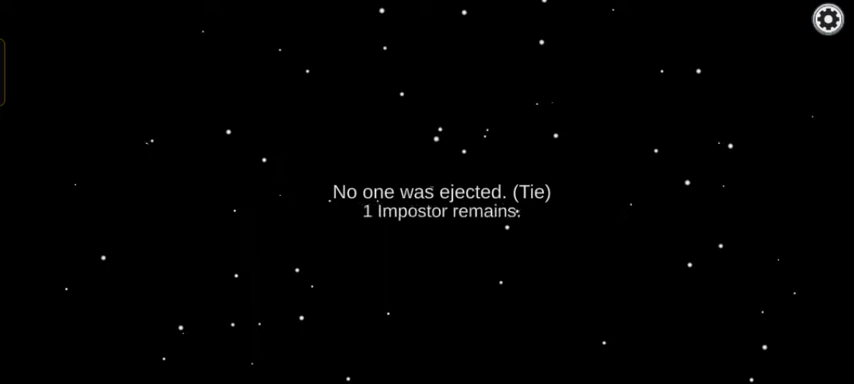 No one was ejected. (Tie)
1 Impostor remains.